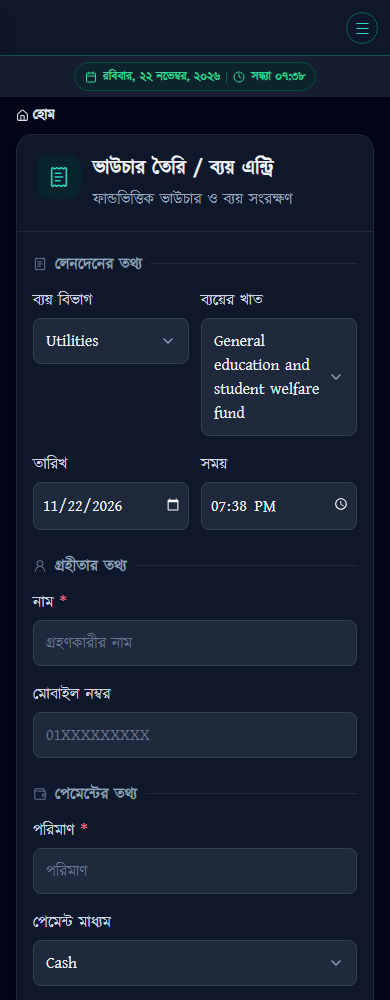 রবিবার, ২২ নভেম্বর, ২০২৬ | সন্ধ্যা ০৭:৩৮
হোম
ভাউচার তৈরি / ব্যয় এন্ট্রি
ফান্ডভিত্তিক ভাউচার ও ব্যয় সংরক্ষণ
লেনদেনের তথ্য
ব্যয় বিভাগ ব্যয়ের খাত
Utilities
General
education and
student welfare
fund
তারিখ সময়
11/22/2026 07:38 PM
গ্রহীতার তথ্য
নাম *
গ্রহণকারীর নাম
মোবাইল নম্বর
01XXXXXXXXX
পেমেন্টের তথ্য
পরিমাণ *
পরিমাণ
পেমেন্ট মাধ্যম
Cash